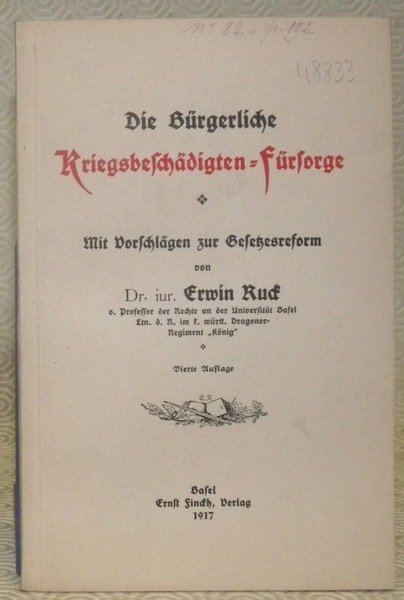 48833
Die Bürgerliche
Kriegsbeschädigten-Fürsorge
Mit Vorschlägen zur Gesetzesreform
von
Dr. iur. Erwin Ruck
o. Professor der Rechte an der Universität Basel
Ltn. d. R. im k. württ. Dragoner-
Regiment „König“
Vierte Auflage
Basel
Ernst Finckh, Verlag
1917